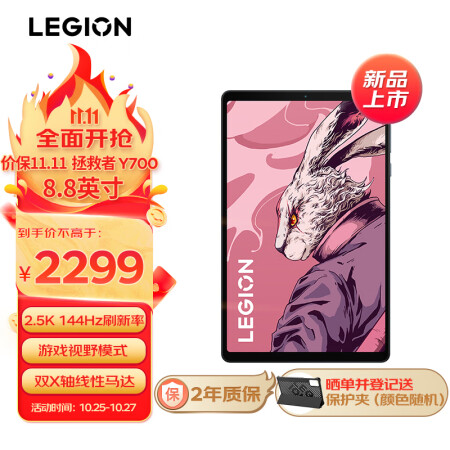 LEGION
11.11
全面开抢
价保11.11 拯救者 Y700
8.8英寸
到手价不高于:
¥2299
2.5K 144Hz刷新率
游戏视野模式
双X轴线性马达
活动时间: 10.25-10.27
新品
上市
LEGION
保 2年质保
晒单并登记送
保护夹 (颜色随机)